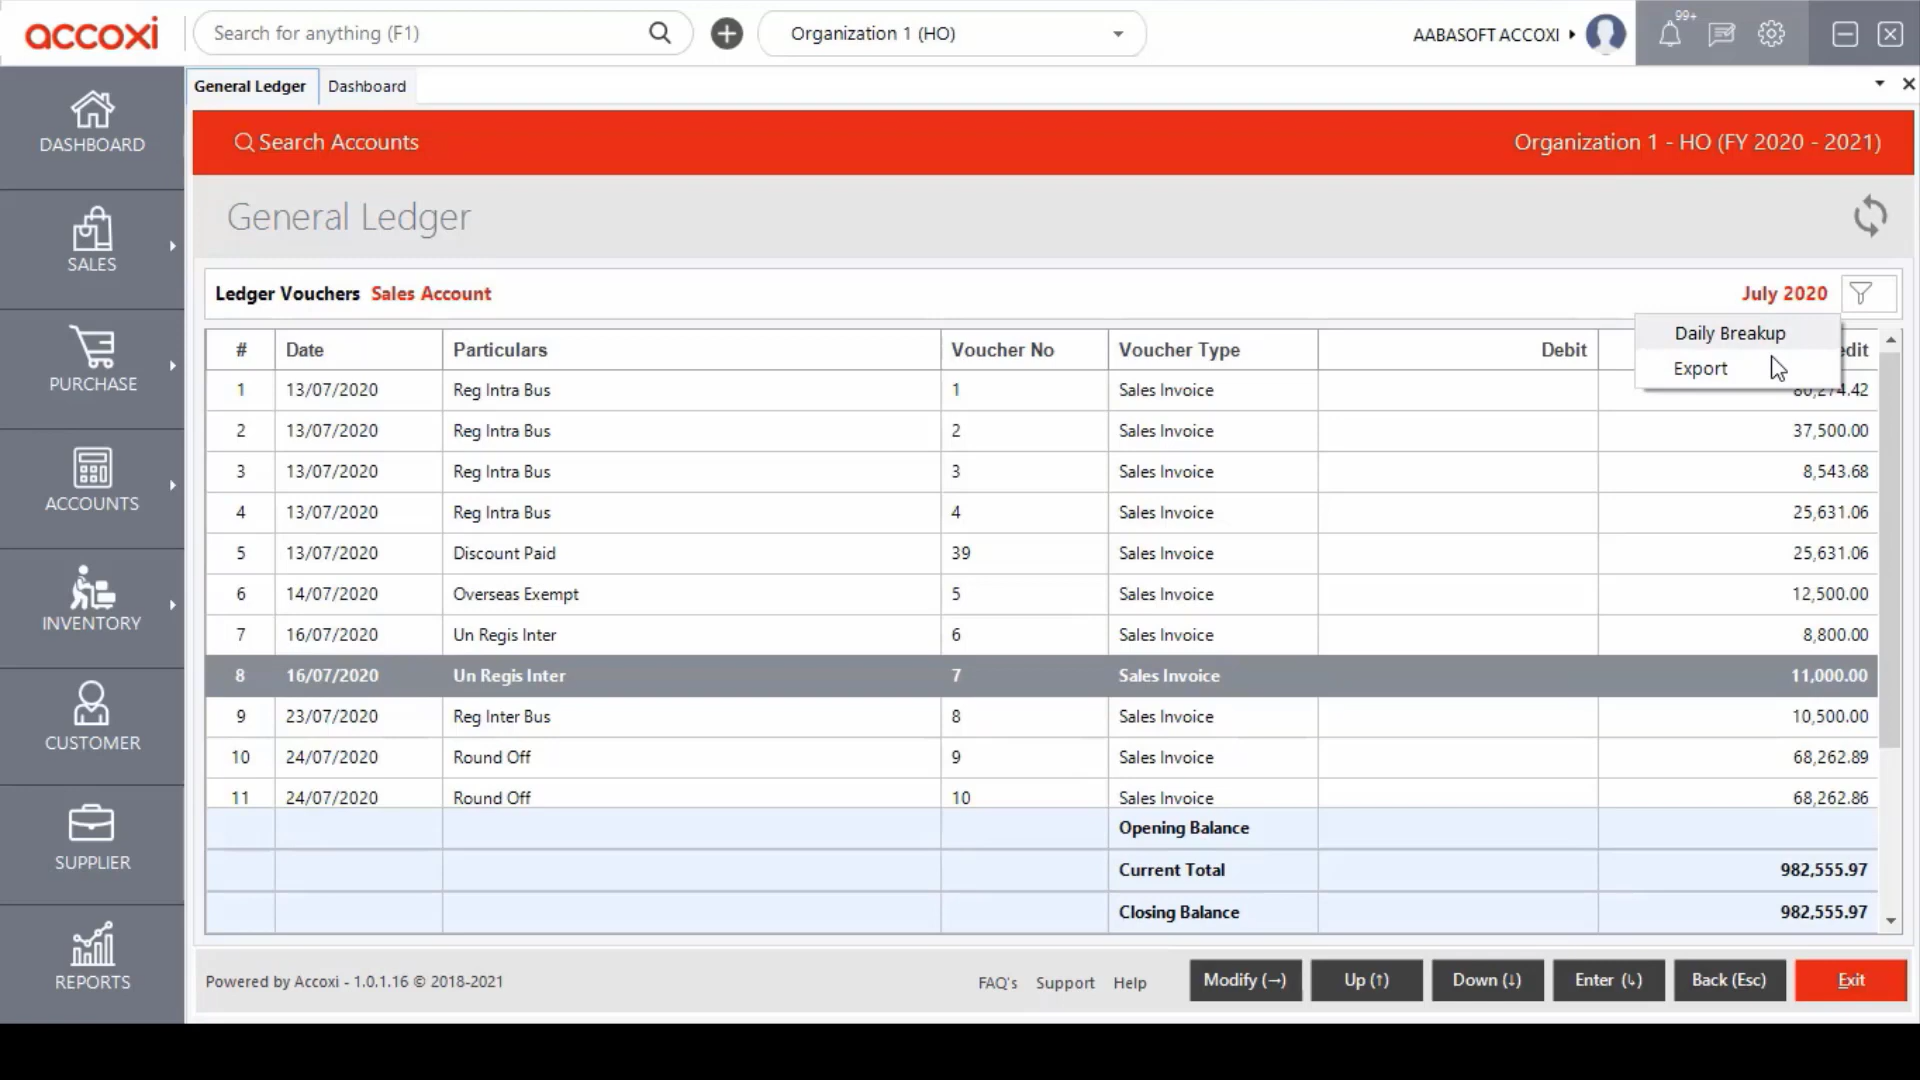 accoxi
Search for anything (F1)
Organization 1 (HO)
AABASOFT ACCOXI
99+
General Ledger
Dashboard
Search Accounts
Organization 1 - HO (FY 2020 - 2021)
General Ledger
Ledger Vouchers Sales Account
July 2020
Daily Breakup
Export
DASHBOARD
SALES
PURCHASE
ACCOUNTS
INVENTORY
CUSTOMER
SUPPLIER
REPORTS
# Date Particulars Voucher No Voucher Type Debit edit
1 13/07/2020 Reg Intra Bus 1 Sales Invoice 80,274.42
2 13/07/2020 Reg Intra Bus 2 Sales Invoice 37,500.00
3 13/07/2020 Reg Intra Bus 3 Sales Invoice 8,543.68
4 13/07/2020 Reg Intra Bus 4 Sales Invoice 25,631.06
5 13/07/2020 Discount Paid 39 Sales Invoice 25,631.06
6 14/07/2020 Overseas Exempt 5 Sales Invoice 12,500.00
7 16/07/2020 Un Regis Inter 6 Sales Invoice 8,800.00
8 16/07/2020 Un Regis Inter 7 Sales Invoice 11,000.00
9 23/07/2020 Reg Inter Bus 8 Sales Invoice 10,500.00
10 24/07/2020 Round Off 9 Sales Invoice 68,262.89
11 24/07/2020 Round Off 10 Sales Invoice 68,262.86
Opening Balance
Current Total 982,555.97
Closing Balance 982,555.97
Powered by Accoxi - 1.0.1.16 © 2018-2021
FAQ's Support Help
Modify (→) Up (↑) Down (↓) Enter (↳) Back (Esc) Exit